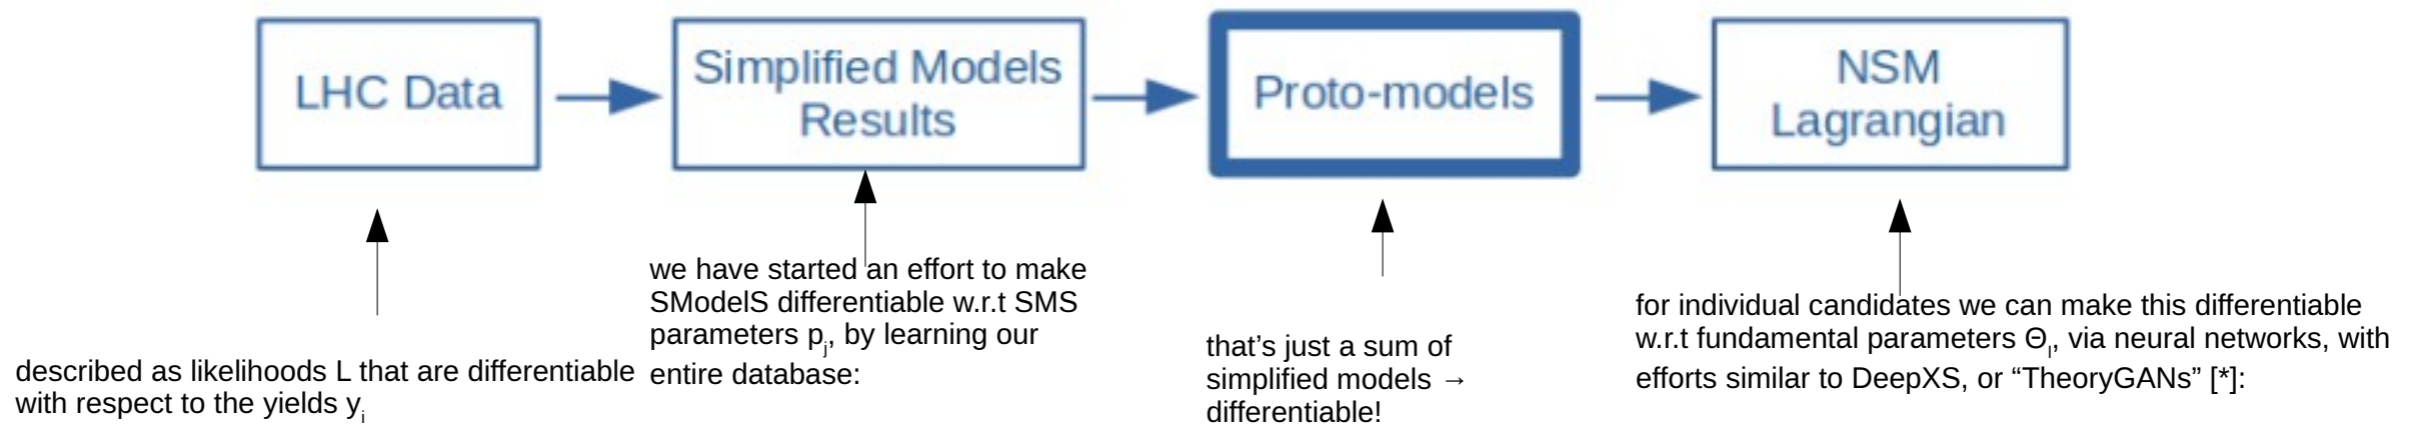 LHC Data
Simplified Models
Results
Proto-models
NSM
Lagrangian
described as likelihoods L that are differentiable
with respect to the yields yi
we have started an effort to make
SModelS differentiable w.r.t SMS
parameters pj, by learning our
entire database:
that’s just a sum of
simplified models →
differentiable!
for individual candidates we can make this differentiable
w.r.t fundamental parameters Θl, via neural networks, with
efforts similar to DeepXS, or “TheoryGANs” [*]: